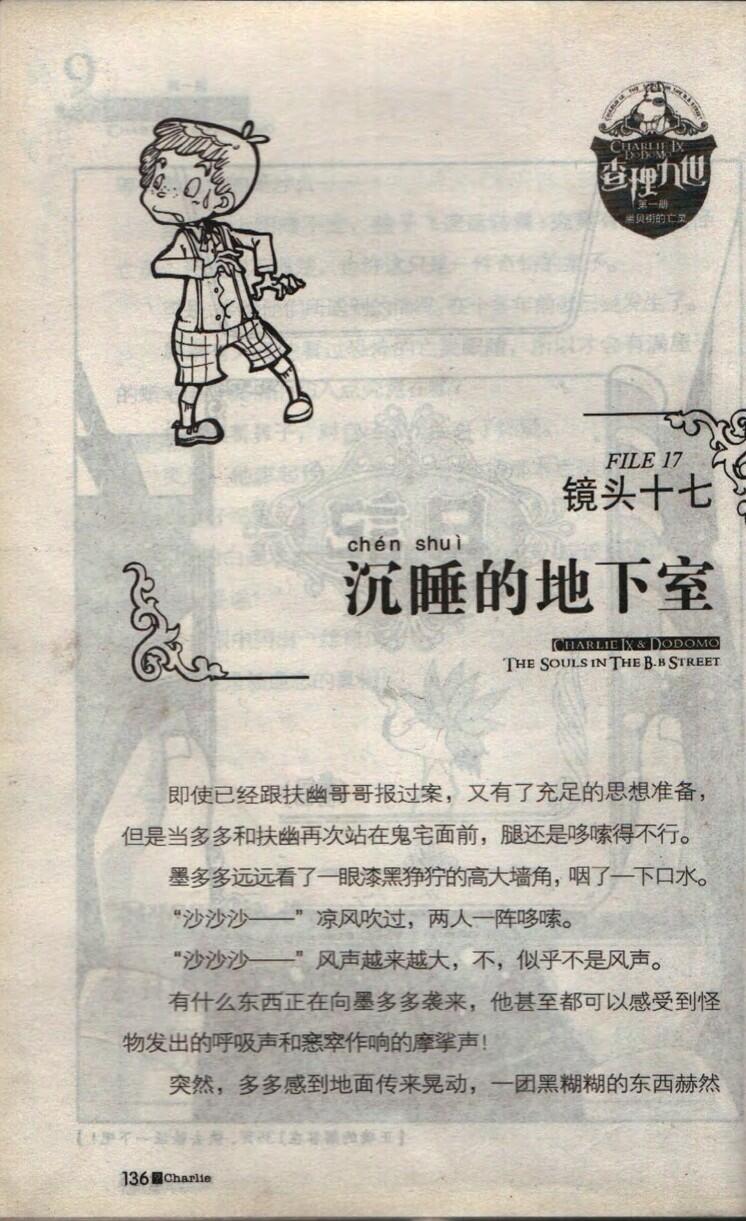 CHARLIE IX
DODOMO
查理九世
第一册
黑贝街的亡灵
FILE 17
镜头十七
chén shuì
沉睡的地下室
CHARLIE IX & DODOMO
THE SOULS IN THE B.B STREET
即使已经跟扶幽哥哥报过案，又有了充足的思想准备，
但是当多多和扶幽再次站在鬼宅面前，腿还是哆嗦得不行。
墨多多远远看了一眼漆黑狰狞的高大墙角，咽了一下口水。
“沙沙沙——”凉风吹过，两人一阵哆嗦。
“沙沙沙——”风声越来越大，不，似乎不是风声。
有什么东西正在向墨多多袭来，他甚至都可以感受到怪
物发出的呼吸声和窸窣作响的摩挲声！
突然，多多感到地面传来晃动，一团黑糊糊的东西赫然
136 Charlie